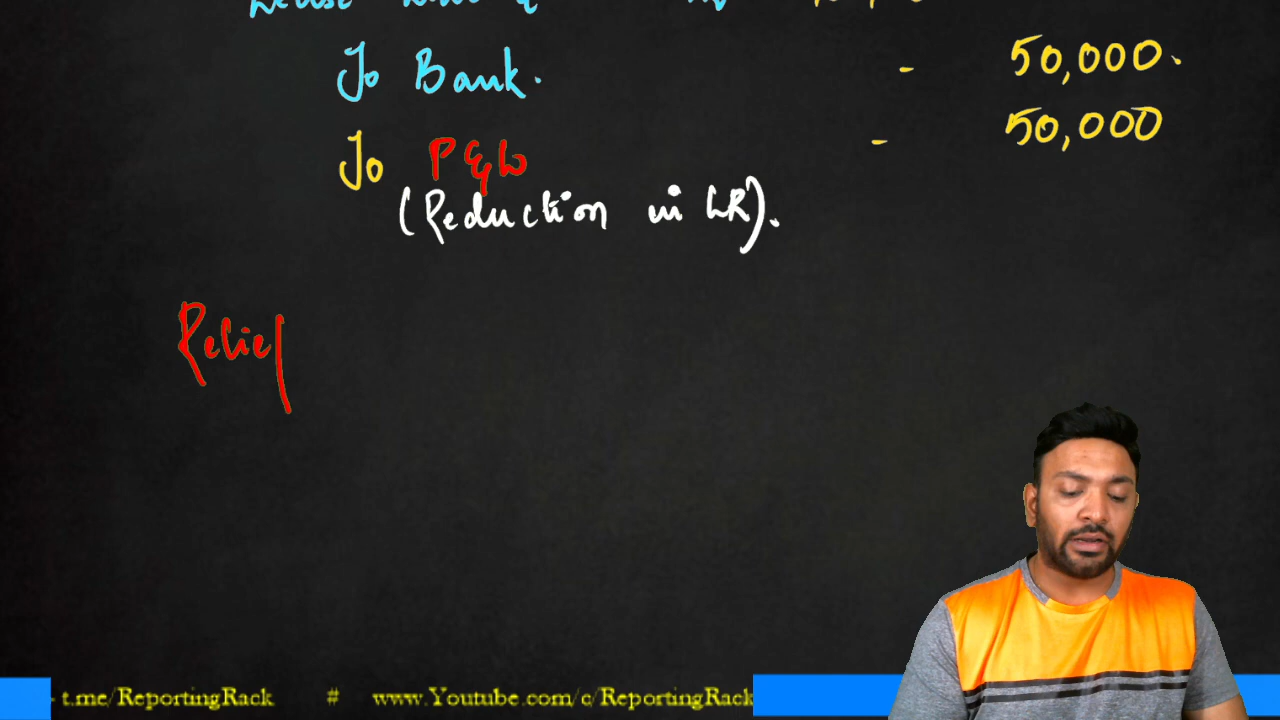 To Bank. - 50,000.
To P&L - 50,000
(Reduction in LR).
Relief
t.me/ReportingRack # www.Youtube.com/c/ReportingRack